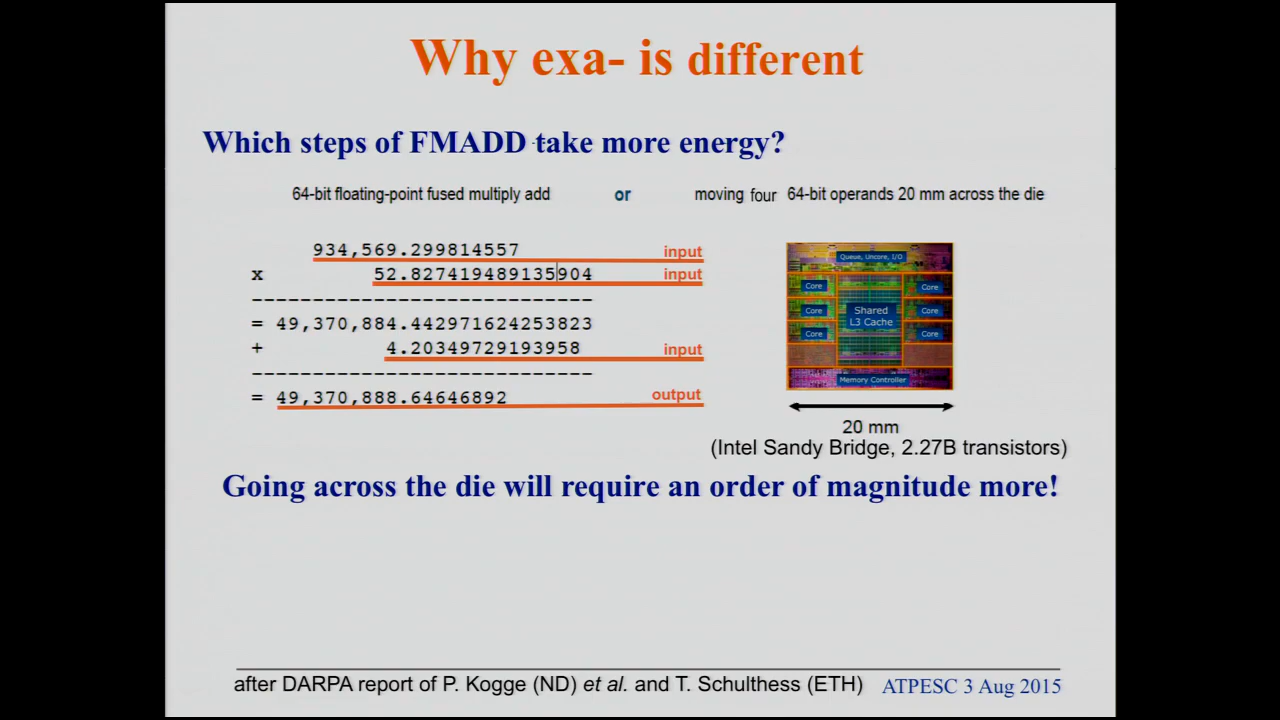 Why exa- is different
Which steps of FMADD take more energy?
64-bit floating-point fused multiply add or moving four 64-bit operands 20 mm across the die
934,569.299814557 input
x 52.827419489135904 input
-----------------------------
= 49,370,884.442971624253823
+ 4.20349729193958 input
-----------------------------
= 49,370,888.64646892 output
Queue, Uncore, I/O
Core Core
Core Shared L3 Cache Core
Core Core
Memory Controller
20 mm
(Intel Sandy Bridge, 2.27B transistors)
Going across the die will require an order of magnitude more!
after DARPA report of P. Kogge (ND) et al. and T. Schulthess (ETH) ATPESC 3 Aug 2015